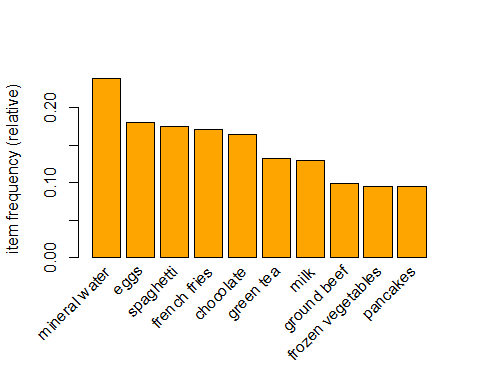 item frequency (relative)
0.20
0.10
0.00
mineral water
eggs
spaghetti
french fries
chocolate
green tea
milk
ground beef
frozen vegetables
pancakes